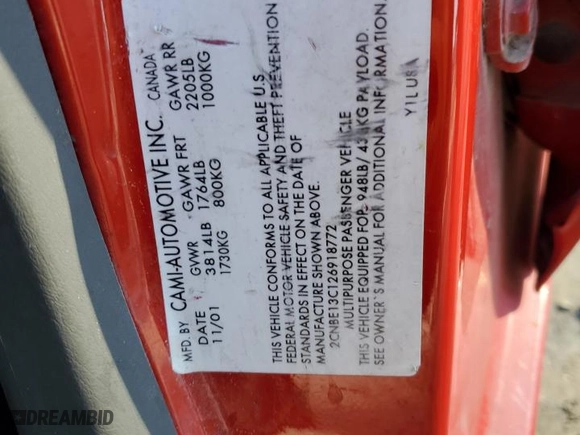 MFD. BY CAMI-AUTOMOTIVE INC. CANADA
DATE GVWR GAWR FRT GAWR RR
11/01 3814LB 1764LB 2205LB
1730KG 800KG 1000KG
THIS VEHICLE CONFORMS TO ALL APPLICABLE U.S.
FEDERAL MOTOR VEHICLE SAFETY AND THEFT PREVENTION
STANDARDS IN EFFECT ON THE DATE OF
MANUFACTURE SHOWN ABOVE.
2CNBE13C126918772
MULTIPURPOSE PASSENGER VEHICLE
THIS VEHICLE EQUIPPED FOR 948LB/ KG PAYLOAD.
SEE OWNER'S MANUAL FOR ADDITIONAL INFORMATION.
Y1LUSA
DREAMBID